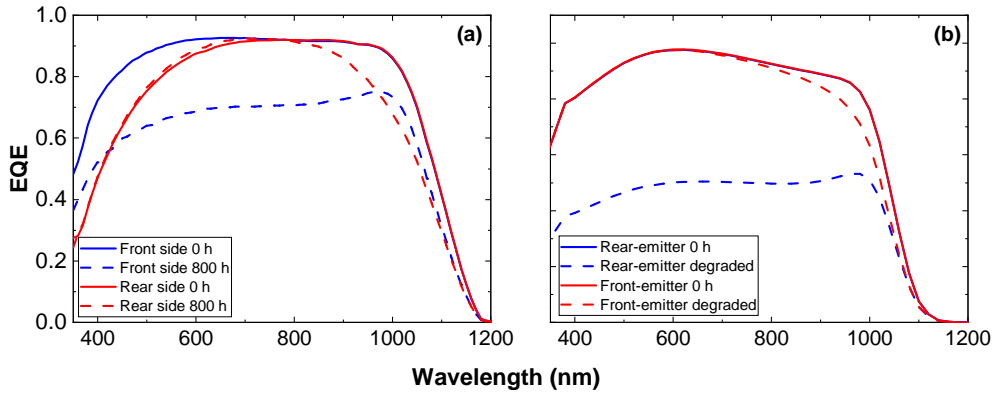 (a)
(b)
1.0
0.8
0.6
0.4
0.2
0.0
EQE
Front side 0 h
Front side 800 h
Rear side 0 h
Rear side 800 h
Rear-emitter 0 h
Rear-emitter degraded
Front-emitter 0 h
Front-emitter degraded
400 600 800 1000 1200
400 600 800 1000 1200
Wavelength (nm)